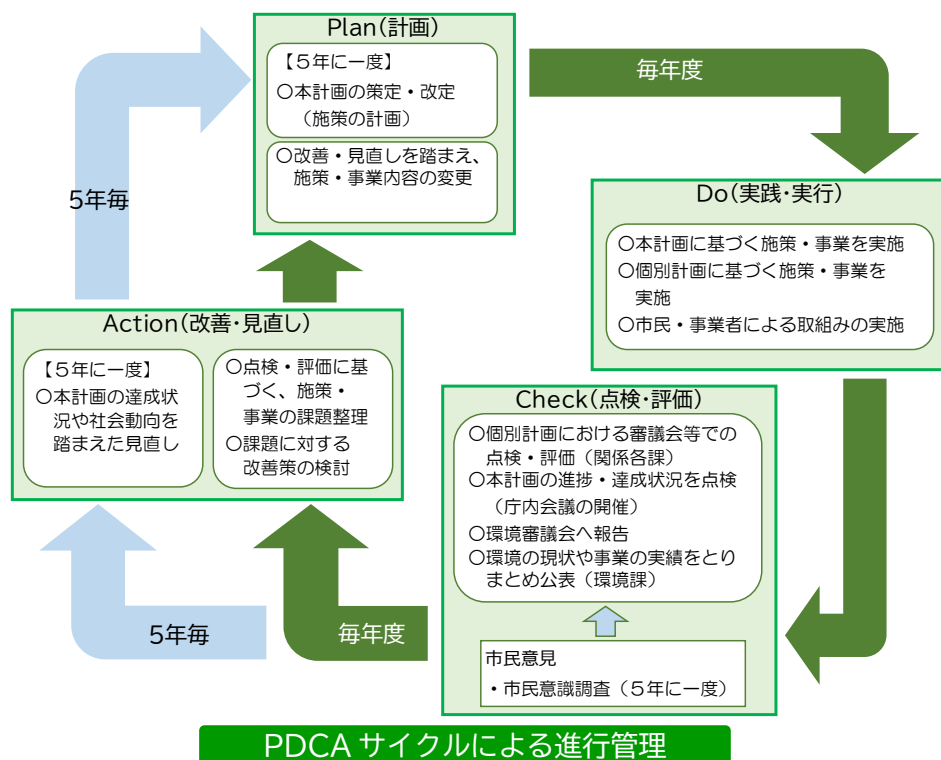 Plan(計画)
【５年に一度】
〇本計画の策定・改定
（施策の計画）
〇改善・見直しを踏まえ、
施策・事業内容の変更
毎年度
5年毎
Do(実践・実行)
〇本計画に基づく施策・事業を実施
〇個別計画に基づく施策・事業を
実施
〇市民・事業者による取組みの実施
Action(改善・見直し)
【５年に一度】
〇本計画の達成状
況や社会動向を
踏まえた見直し
〇点検・評価に基
づく、施策・
事業の課題整理
〇課題に対する
改善策の検討
Check(点検・評価)
〇個別計画における審議会等での
点検・評価（関係各課）
〇本計画の進捗・達成状況を点検
（庁内会議の開催）
〇環境審議会へ報告
〇環境の現状や事業の実績をとり
まとめ公表（環境課）
市民意見
・市民意識調査（５年に一度）
5年毎
毎年度
PDCA サイクルによる進行管理